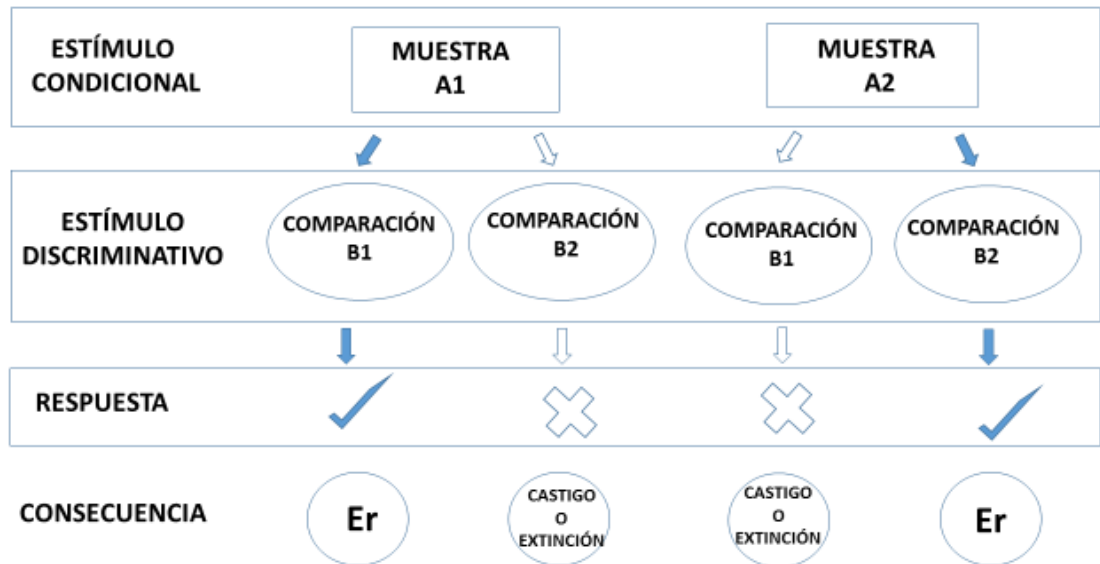 ESTÍMULO
CONDICIONAL
MUESTRA
A1
MUESTRA
A2
ESTÍMULO
DISCRIMINATIVO
COMPARACIÓN
B1
COMPARACIÓN
B2
COMPARACIÓN
B1
COMPARACIÓN
B2
RESPUESTA
CONSECUENCIA
Er
CASTIGO
O
EXTINCIÓN
CASTIGO
O
EXTINCIÓN
Er